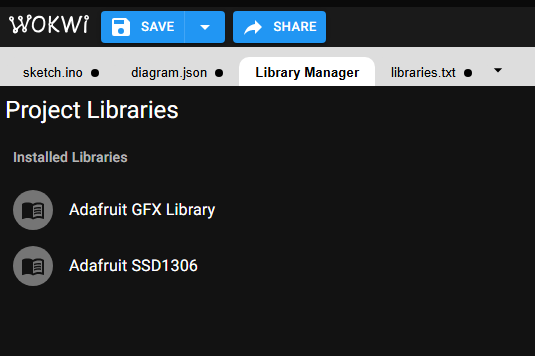 WOKWI SAVE SHARE
sketch.ino diagram.json Library Manager libraries.txt
Project Libraries
Installed Libraries
Adafruit GFX Library
Adafruit SSD1306